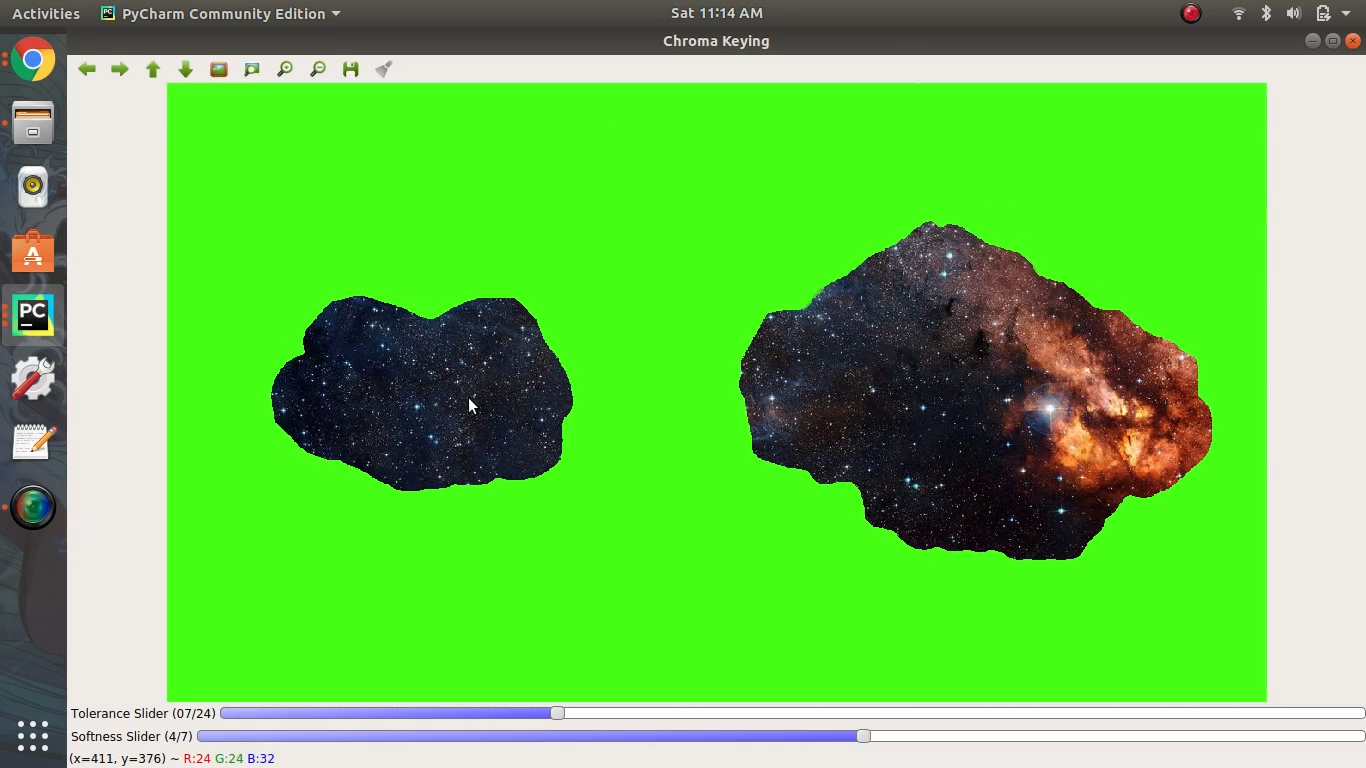 Activities PyCharm Community Edition Sat 11:14 AM
Chroma Keying
A
PC
Tolerance Slider (07/24)
Softness Slider (4/7)
(x=411, y=376) ~ R:24 G:24 B:32